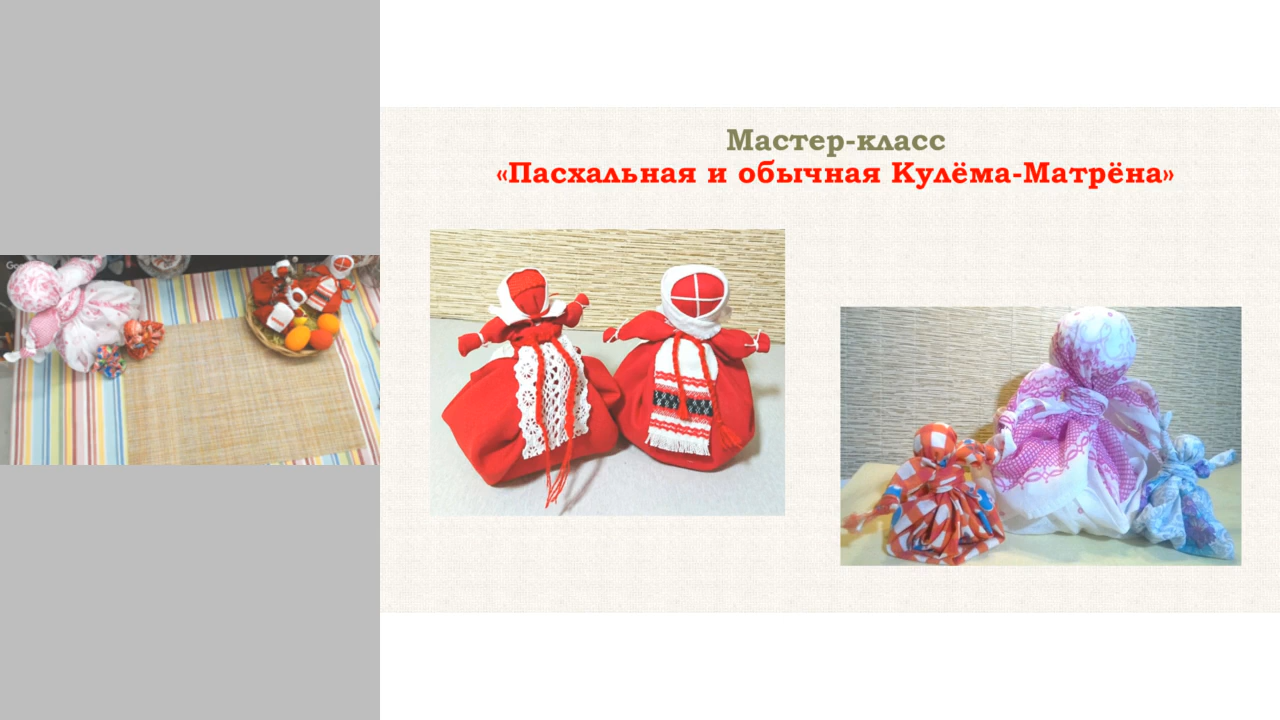 Мастер-класс
«Пасхальная и обычная Кулёма-Матрёна»